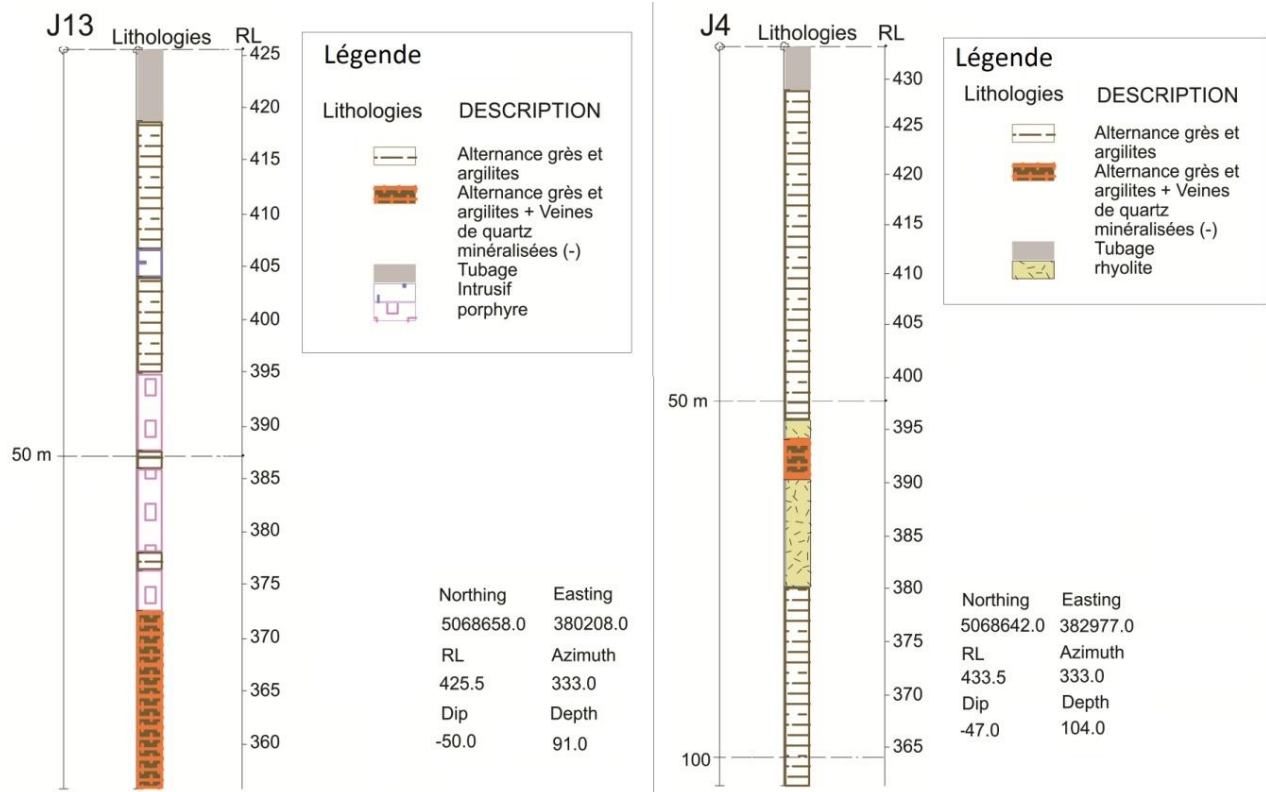 J13
Lithologies RL
425
420
415
410
405
400
395
390
50 m
385
380
375
370
365
360
Légende
Lithologies DESCRIPTION
Alternance grès et
argilites
Alternance grès et
argilites + Veines
de quartz
minéralisées (-)
Tubage
Intrusif
porphyre
Northing Easting
5068658.0 380208.0
RL Azimuth
425.5 333.0
Dip Depth
-50.0 91.0
J4
Lithologies RL
430
425
420
415
410
405
400
50 m
395
390
385
380
375
370
365
100
Légende
Lithologies DESCRIPTION
Alternance grès et
argilites
Alternance grès et
argilites + Veines
de quartz
minéralisées (-)
Tubage
rhyolite
Northing Easting
5068642.0 382977.0
RL Azimuth
433.5 333.0
Dip Depth
-47.0 104.0